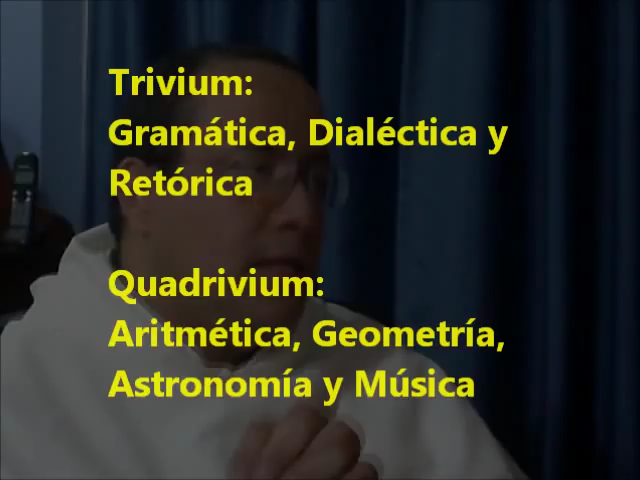 Trivium:
Gramática, Dialéctica y
Retórica
Quadrivium:
Aritmética, Geometría,
Astronomía y Música